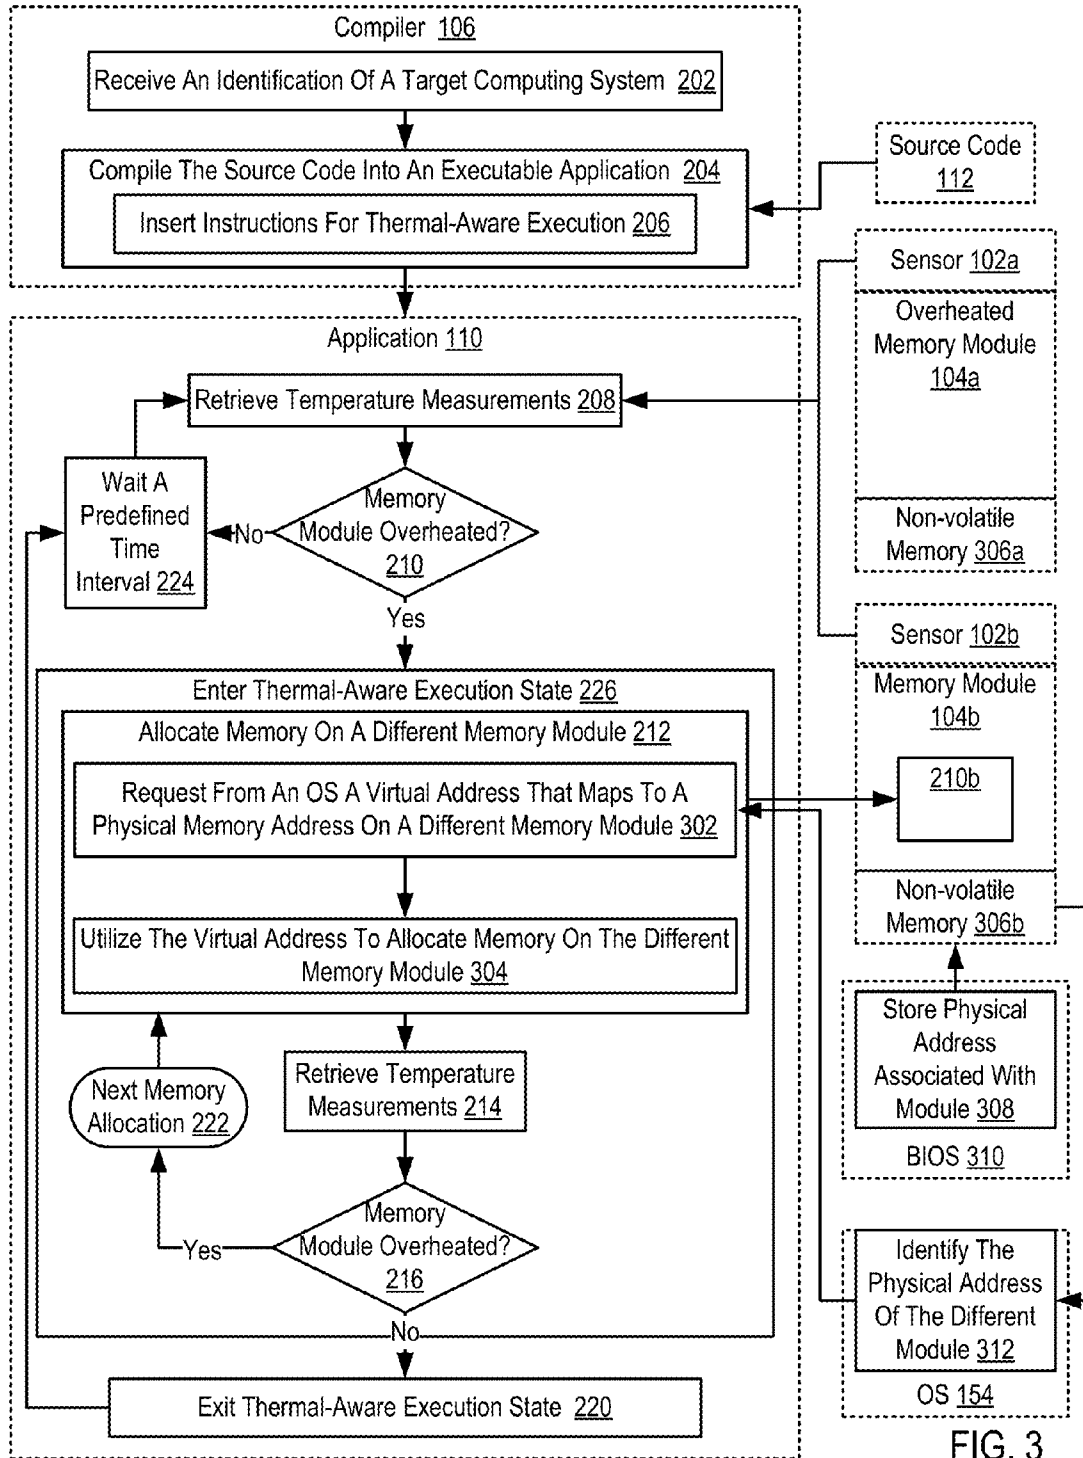 Compiler 106
Receive An Identification Of A Target Computing System 202
Compile The Source Code Into An Executable Application 204
Insert Instructions For Thermal-Aware Execution 206
Source Code
112
Sensor 102a
Overheated
Memory Module
104a
Non-volatile
Memory 306a
Application 110
Retrieve Temperature Measurements 208
Wait A
Predefined
Time
Interval 224
No
Memory
Module Overheated?
210
Yes
Sensor 102b
Memory Module
104b
210b
Non-volatile
Memory 306b
Enter Thermal-Aware Execution State 226
Allocate Memory On A Different Memory Module 212
Request From An OS A Virtual Address That Maps To A
Physical Memory Address On A Different Memory Module 302
Utilize The Virtual Address To Allocate Memory On The Different
Memory Module 304
Store Physical
Address
Associated With
Module 308
BIOS 310
Next Memory
Allocation 222
Retrieve Temperature
Measurements 214
Yes
Memory
Module Overheated?
216
No
Identify The
Physical Address
Of The Different
Module 312
OS 154
Exit Thermal-Aware Execution State 220
FIG. 3